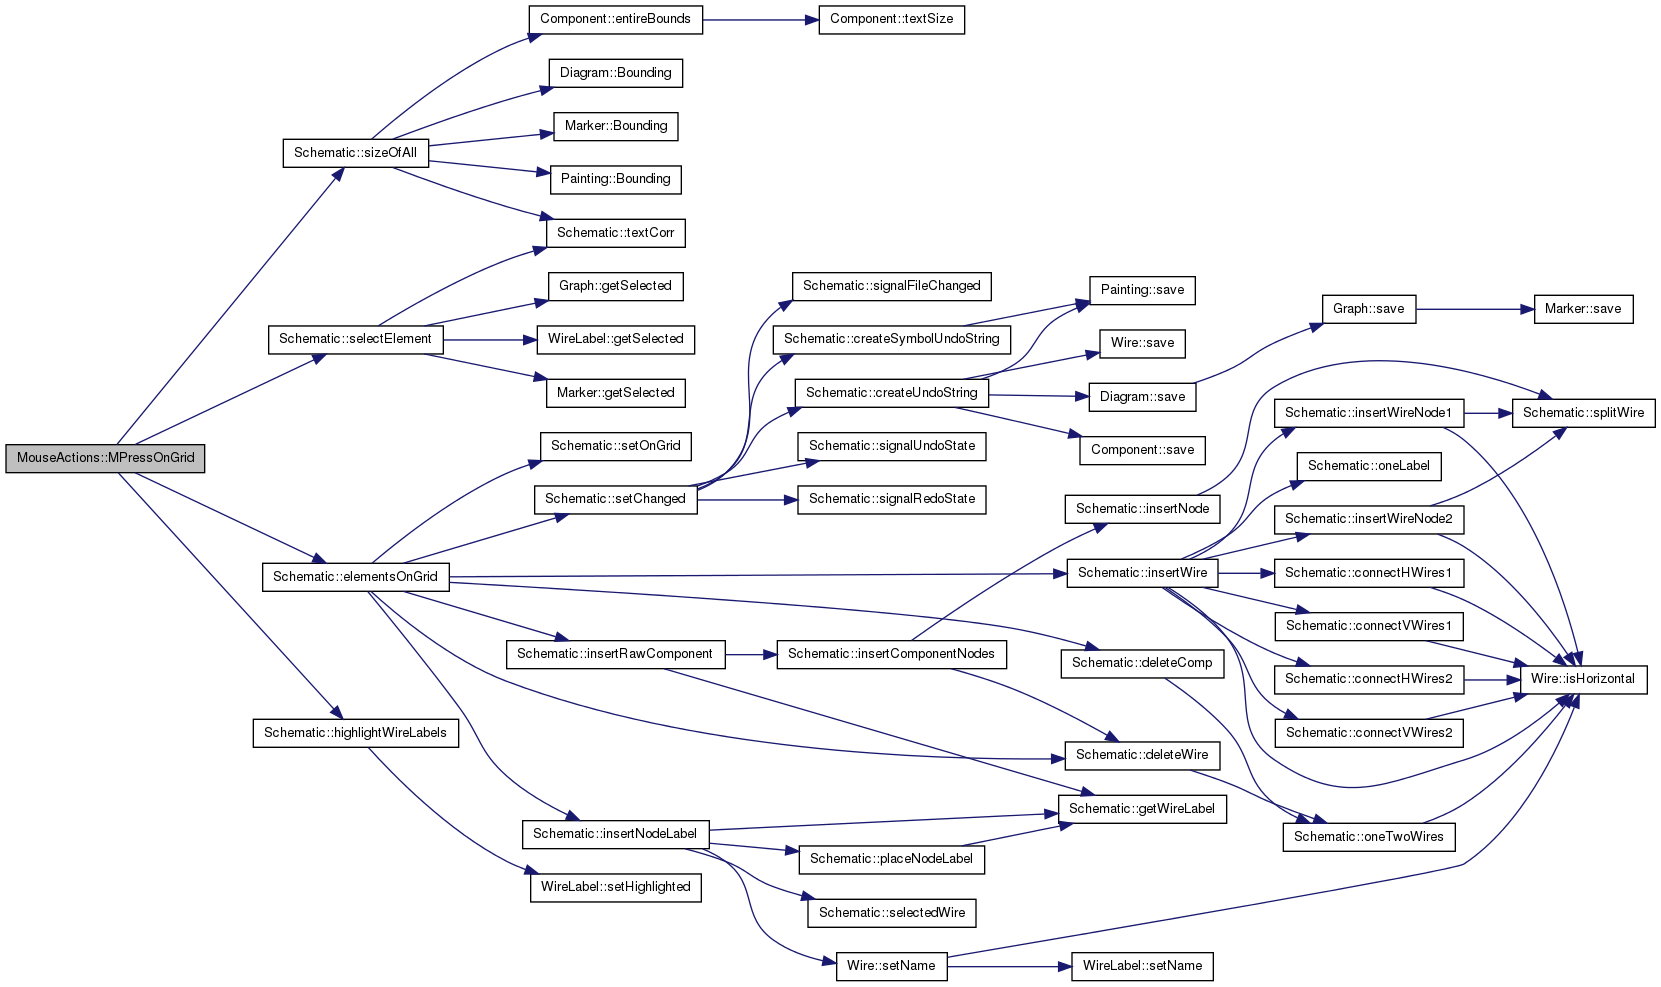 Component::entireBounds
Component::textSize
Diagram::Bounding
Marker::Bounding
Schematic::sizeOfAll
Painting::Bounding
Schematic::textCorr
Graph::getSelected
Schematic::signalFileChanged
Painting::save
Graph::save
Marker::save
Schematic::selectElement
WireLabel::getSelected
Schematic::createSymbolUndoString
Wire::save
Marker::getSelected
Schematic::createUndoString
Diagram::save
Schematic::insertWireNode1
Schematic::splitWire
MouseActions::MPressOnGrid
Schematic::setOnGrid
Schematic::signalUndoState
Component::save
Schematic::oneLabel
Schematic::setChanged
Schematic::signalRedoState
Schematic::insertNode
Schematic::insertWireNode2
Schematic::elementsOnGrid
Schematic::insertWire
Schematic::connectHWires1
Schematic::connectVWires1
Schematic::insertRawComponent
Schematic::insertComponentNodes
Schematic::deleteComp
Schematic::connectHWires2
Wire::isHorizontal
Schematic::highlightWireLabels
Schematic::connectVWires2
Schematic::deleteWire
Schematic::getWireLabel
Schematic::insertNodeLabel
Schematic::oneTwoWires
Schematic::placeNodeLabel
WireLabel::setHighlighted
Schematic::selectedWire
Wire::setName
WireLabel::setName